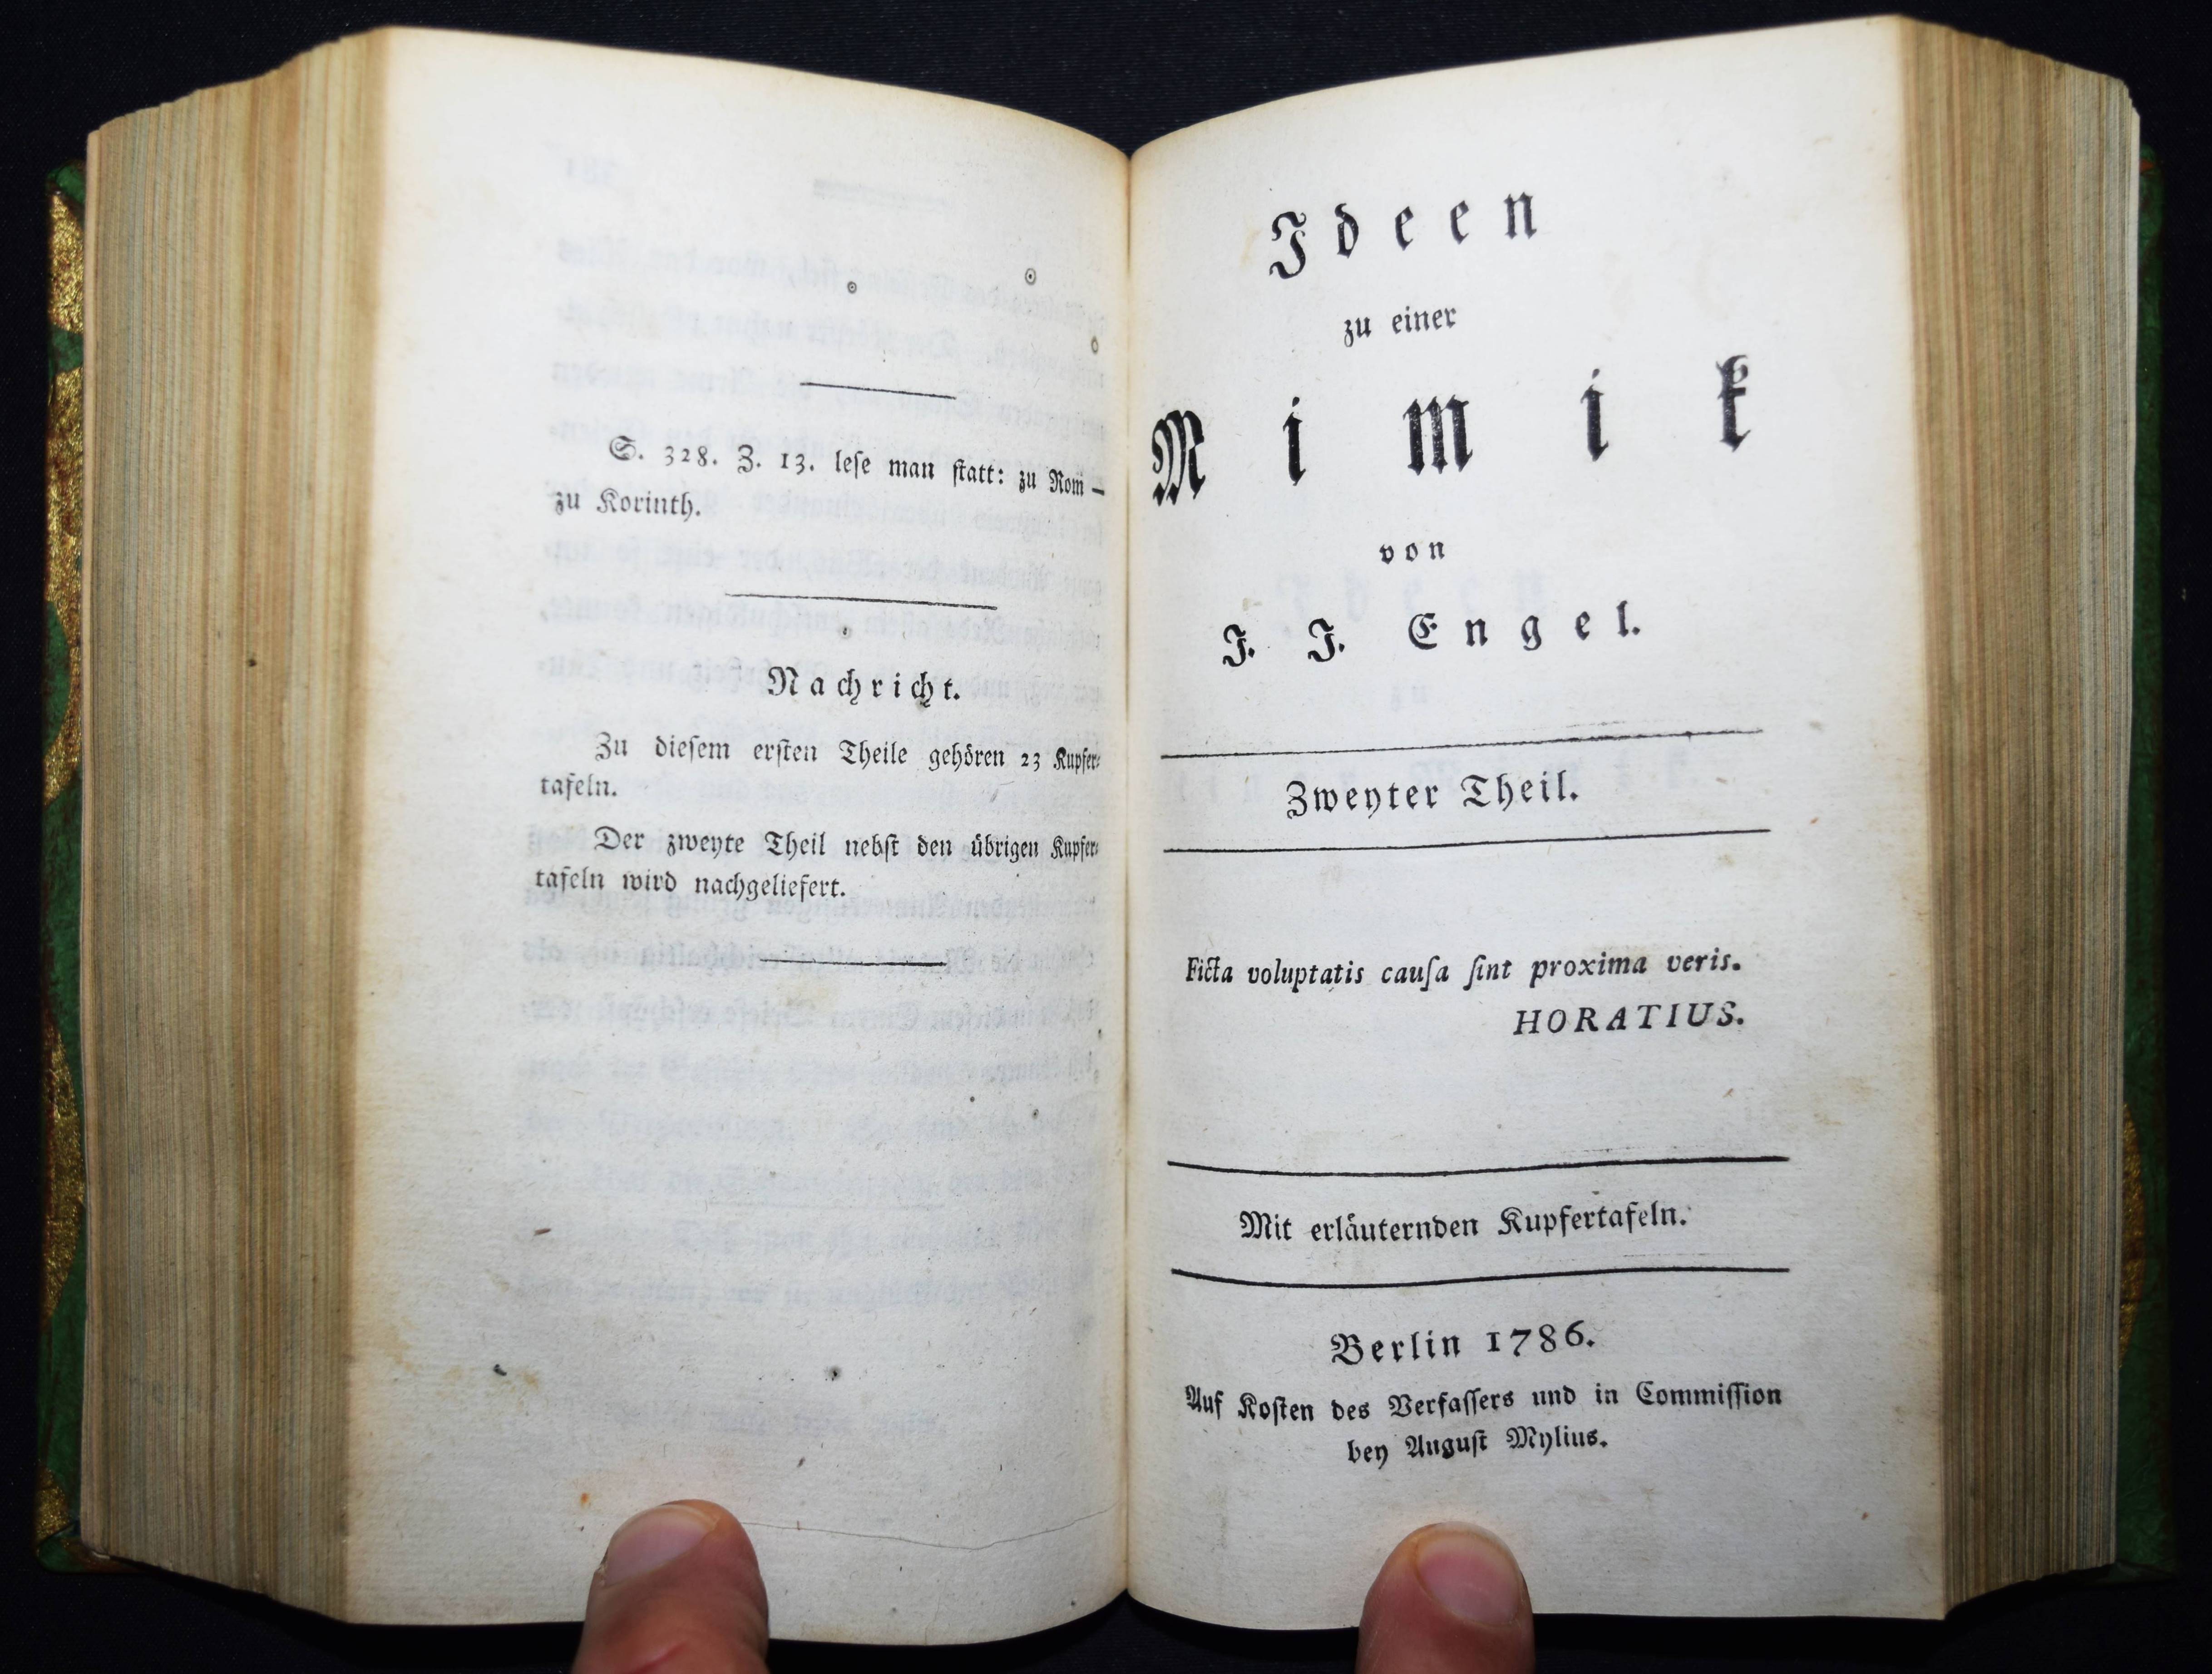 S. 328. Z. 13. leſe man ſtatt: zu Rom —
zu Korinth.
Nachricht.
Zu dieſem erſten Theile gehören 23 Kupfer⸗
tafeln.
Der zweyte Theil nebſt den übrigen Kupfer⸗
tafeln wird nachgeliefert.
Ideen
zu einer
Mimik
von
J. J. Engel.
Zweyter Theil.
Ficta voluptatis cauſa ſint proxima veris.
HORATIUS.
Mit erläuternden Kupfertafeln.
Berlin 1786.
Auf Koſten des Verfaſſers und in Commiſſion
bey Auguſt Mylius.